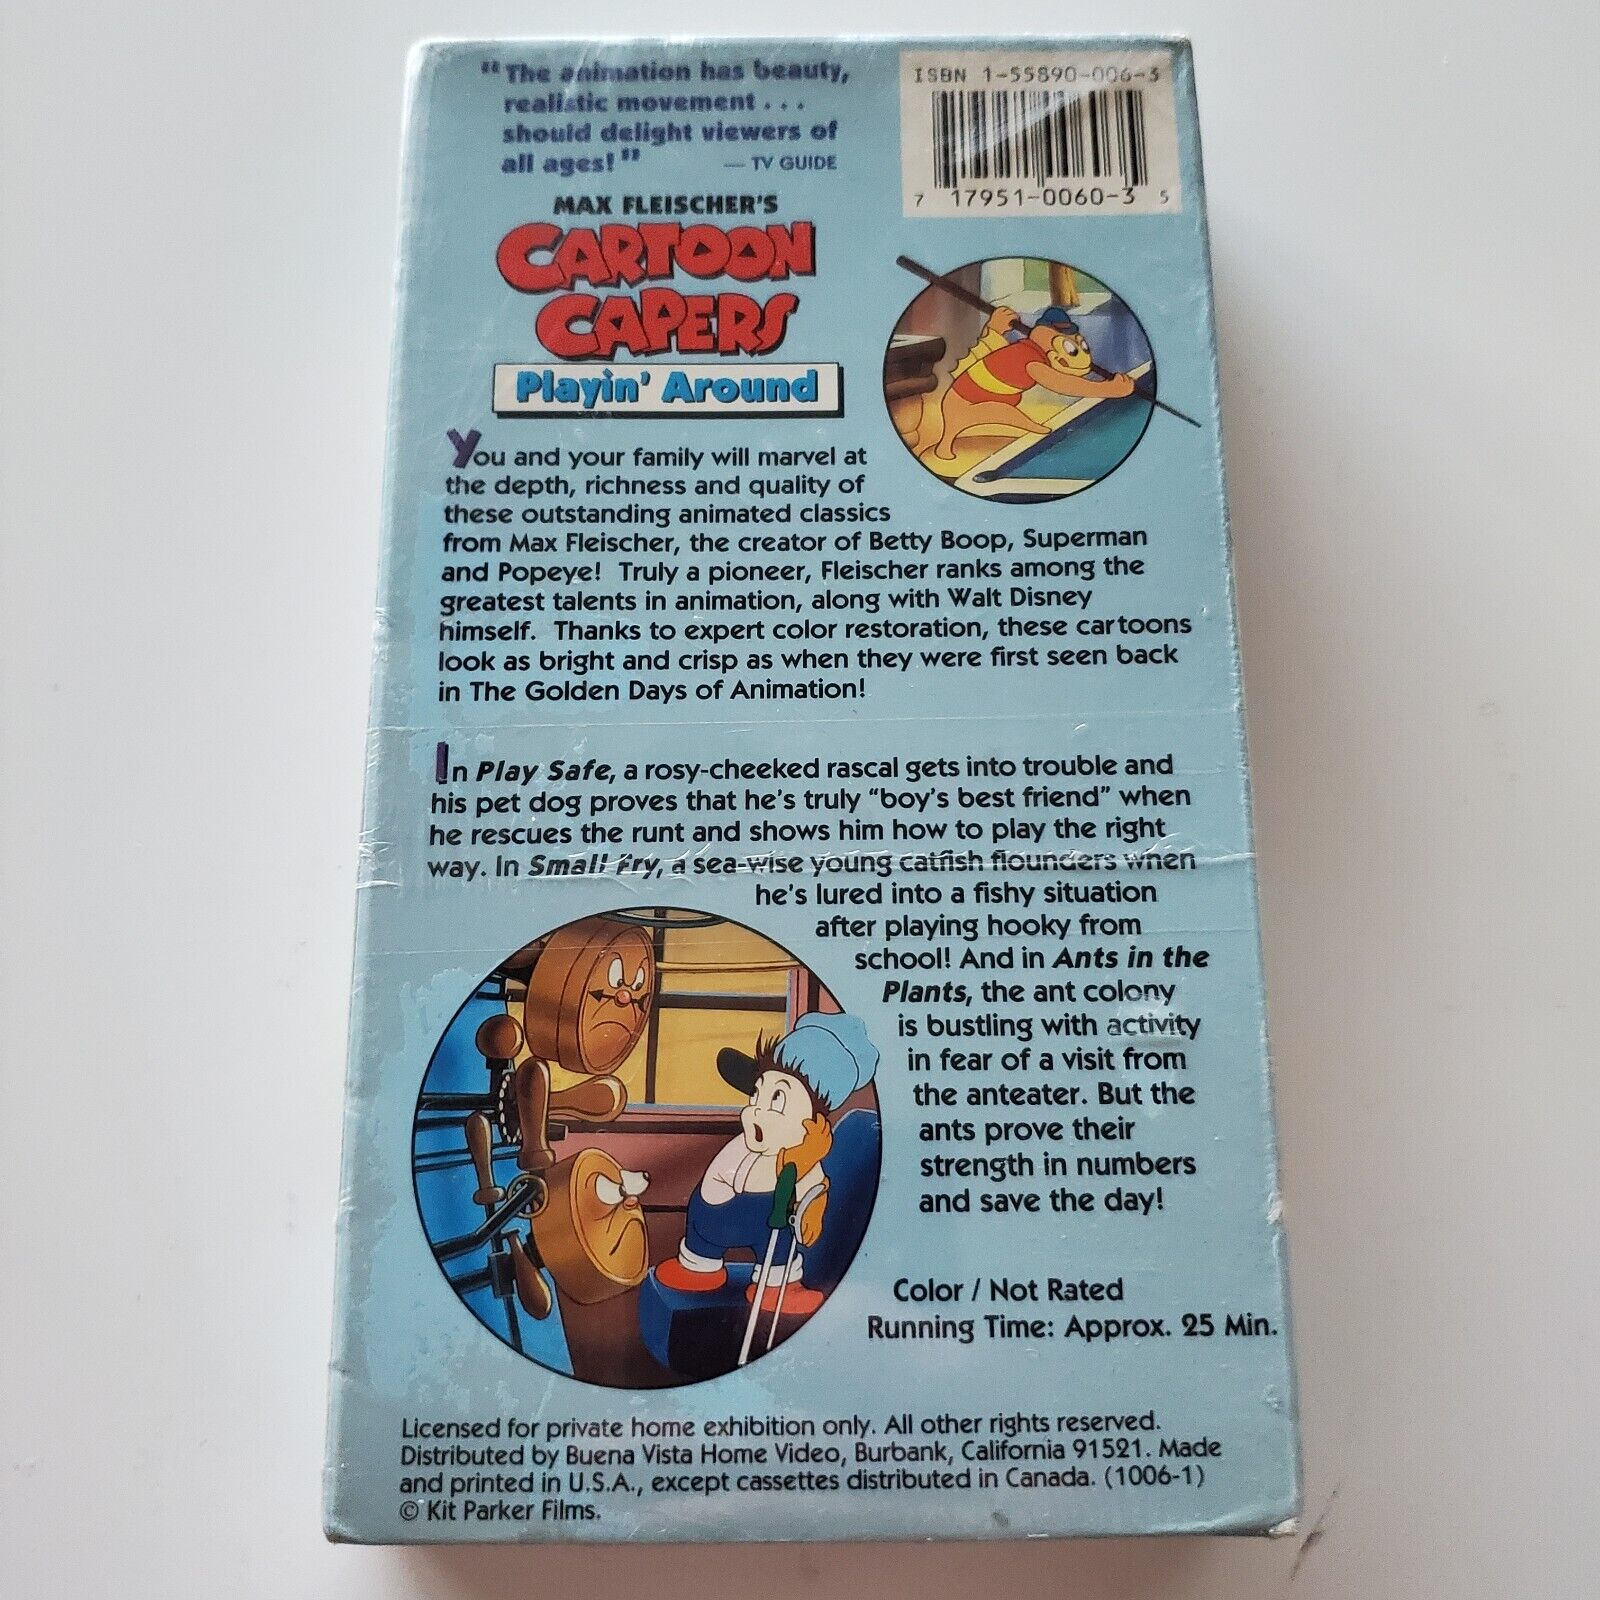 "The animation has beauty,
realistic movement . . .
should delight viewers of
all ages!" — TV GUIDE
ISBN 1-55890-006-3
7 17951-0060-3 5
MAX FLEISCHER'S
CARTOON
CAPERS
Playin' Around
You and your family will marvel at
the depth, richness and quality of
these outstanding animated classics
from Max Fleischer, the creator of Betty Boop, Superman
and Popeye! Truly a pioneer, Fleischer ranks among the
greatest talents in animation, along with Walt Disney
himself. Thanks to expert color restoration, these cartoons
look as bright and crisp as when they were first seen back
in The Golden Days of Animation!
In Play Safe, a rosy-cheeked rascal gets into trouble and
his pet dog proves that he's truly "boy's best friend" when
he rescues the runt and shows him how to play the right
way. In Small Fry, a sea-wise young catfish flounders when
he's lured into a fishy situation
after playing hooky from
school! And in Ants in the
Plants, the ant colony
is bustling with activity
in fear of a visit from
the anteater. But the
ants prove their
strength in numbers
and save the day!
Color / Not Rated
Running Time: Approx. 25 Min.
Licensed for private home exhibition only. All other rights reserved.
Distributed by Buena Vista Home Video, Burbank, California 91521. Made
and printed in U.S.A., except cassettes distributed in Canada. (1006-1)
© Kit Parker Films.